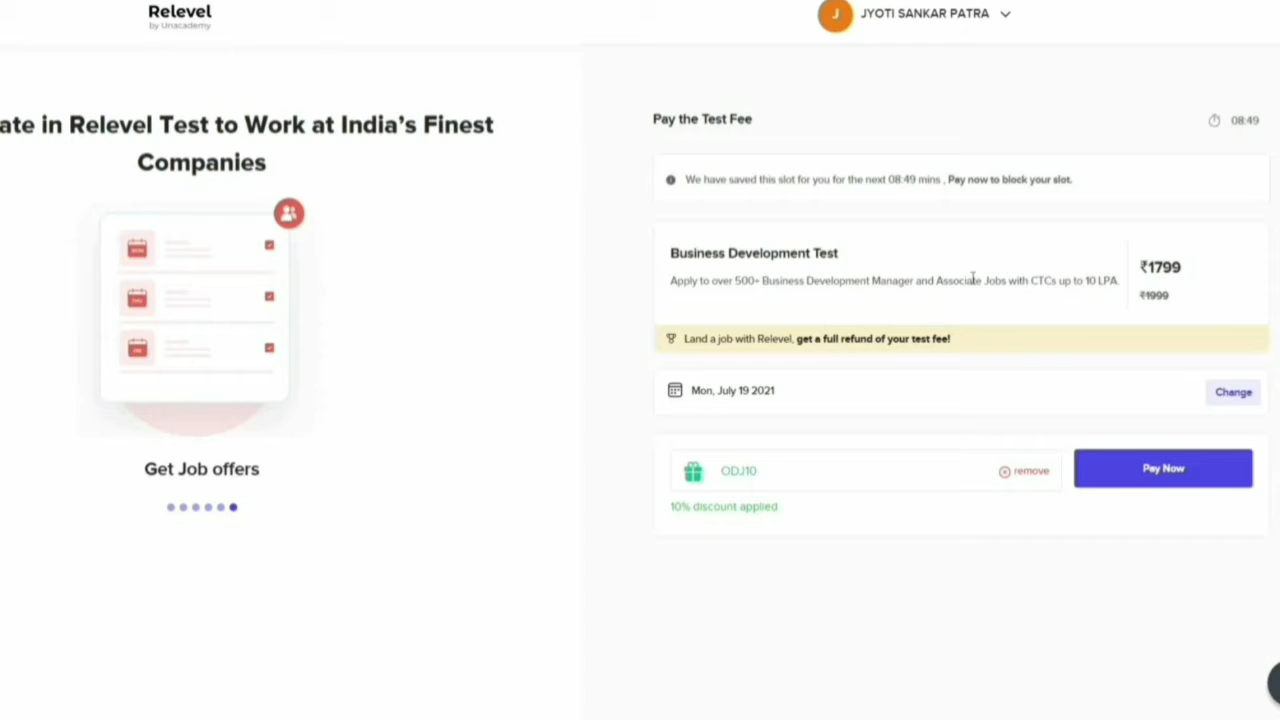 Relevel
by Unacademy
J JYOTI SANKAR PATRA
ate in Relevel Test to Work at India's Finest
Companies
Get Job offers
Pay the Test Fee
08:49
We have saved this slot for you for the next 08:49 mins , Pay now to block your slot.
Business Development Test
Apply to over 500+ Business Development Manager and Associate Jobs with CTCs up to 10 LPA.
₹1799
₹1999
Land a job with Relevel, get a full refund of your test fee!
Mon, July 19 2021
Change
ODJ10
remove
Pay Now
10% discount applied